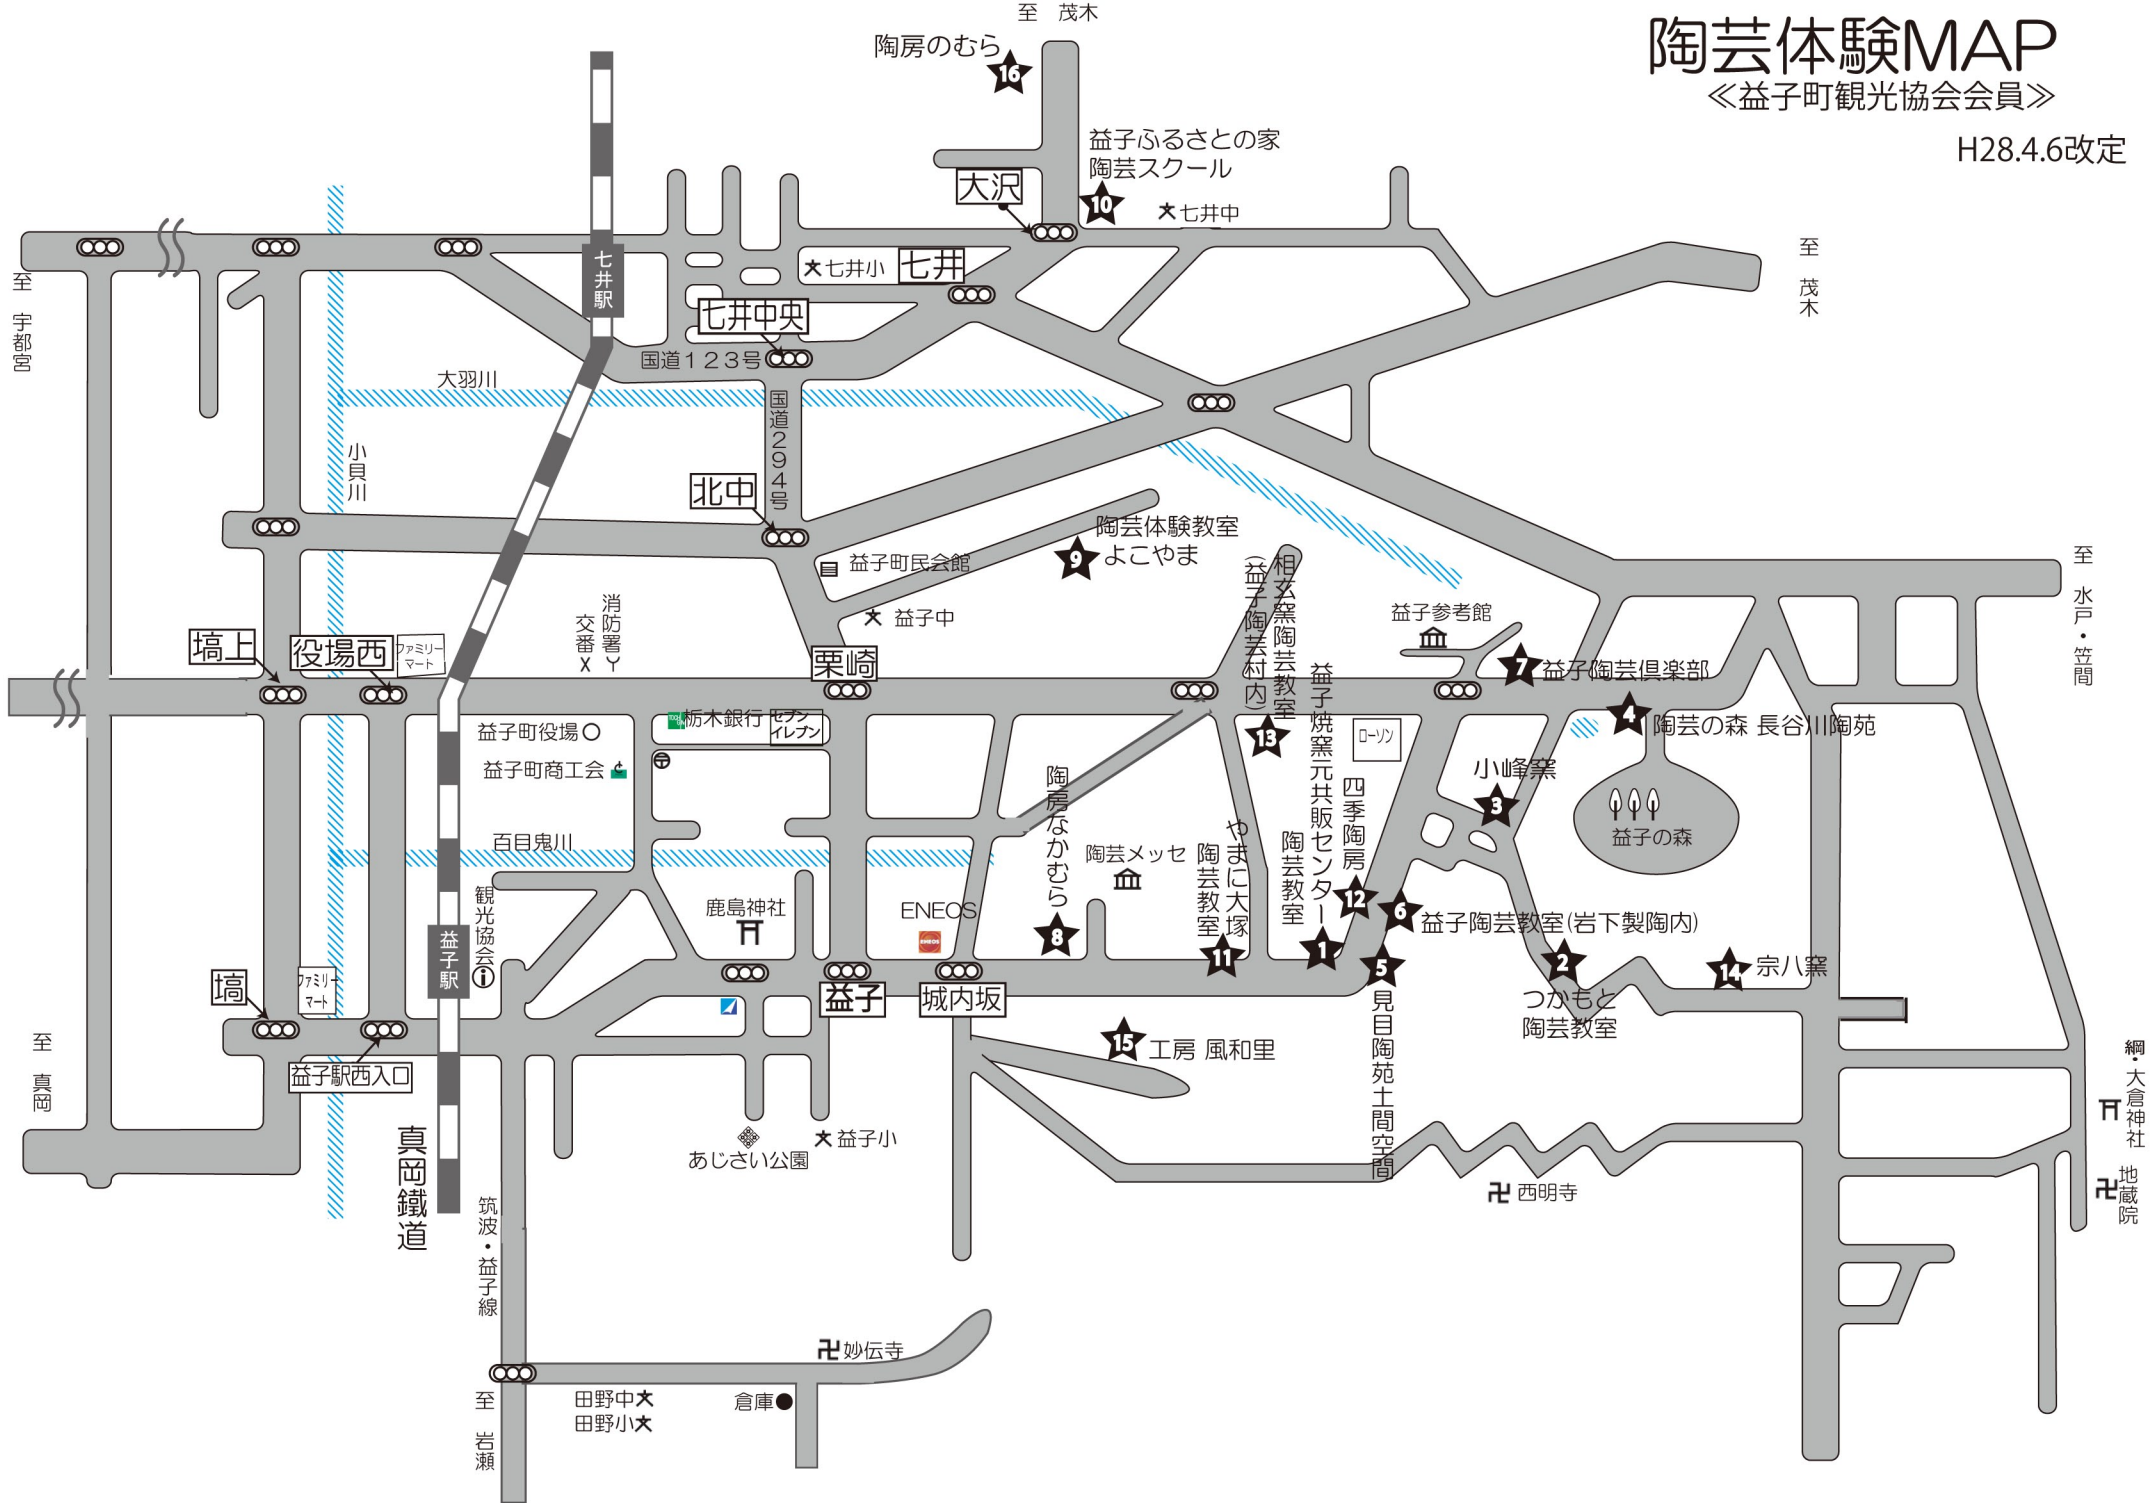 陶芸体験MAP
≪益子町観光協会会員≫
H28.4.6改定
至 茂木
陶房のむら
16
益子ふるさとの家
陶芸スクール
10
大沢
七井中
至 宇都宮
七井駅
七井小
七井
七井中央
国道123号
至 茂木
大羽川
国道294号
小貝川
北中
陶芸体験教室
よこやま
9
益子町民会館
益子中
相玄窯陶芸教室
(益子陶芸村内)
13
至 水戸・笠間
益子参考館
消防署Y
交番X
塙上
役場西
ファミリー
マート
栗崎
7
益子陶芸倶楽部
4
陶芸の森 長谷川陶苑
益子町役場
栃木銀行
セブン
イレブン
益子町商工会
ローソン
益子焼窯元共販センター
陶芸教室
1
四季陶房
12
小峰窯
3
益子の森
百目鬼川
陶房なかむら
8
陶芸メッセ
やまに大塚
陶芸教室
11
観光協会
益子駅
鹿島神社
ENEOS
ENEOS
6
益子陶芸教室(岩下製陶内)
5
見目陶苑土間空間
2
つかもと
陶芸教室
14
宗八窯
塙
ファミリー
マート
益子
城内坂
益子駅西入口
15
工房 風和里
至 真岡
真岡鐵道
あじさい公園
益子小
西明寺
綱・大倉神社
地蔵院
筑波・益子線
妙伝寺
田野中
田野小
倉庫
至 岩瀬